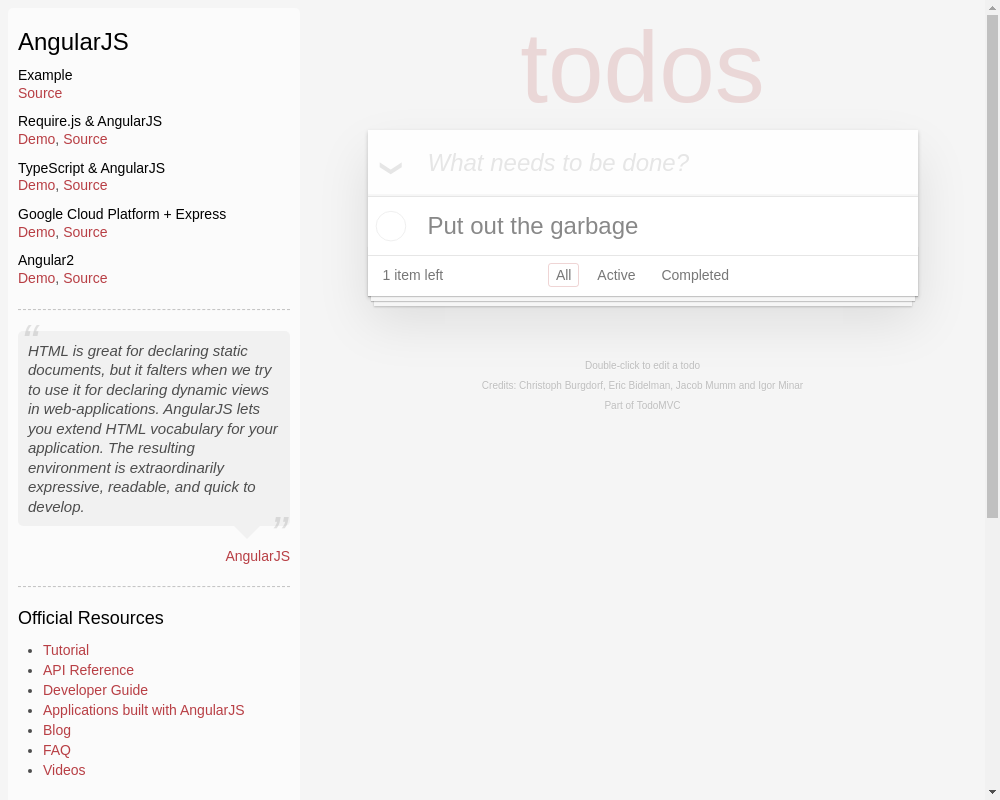 AngularJS
Example
Source
Require.js & AngularJS
Demo, Source
TypeScript & AngularJS
Demo, Source
Google Cloud Platform + Express
Demo, Source
Angular2
Demo, Source
“
HTML is great for declaring static
documents, but it falters when we try
to use it for declaring dynamic views
in web-applications. AngularJS lets
you extend HTML vocabulary for your
application. The resulting
environment is extraordinarily
expressive, readable, and quick to
develop.
”
AngularJS
Official Resources
Tutorial
API Reference
Developer Guide
Applications built with AngularJS
Blog
FAQ
Videos
todos
What needs to be done?
Put out the garbage
1 item left All Active Completed
Double-click to edit a todo
Credits: Christoph Burgdorf, Eric Bidelman, Jacob Mumm and Igor Minar
Part of TodoMVC